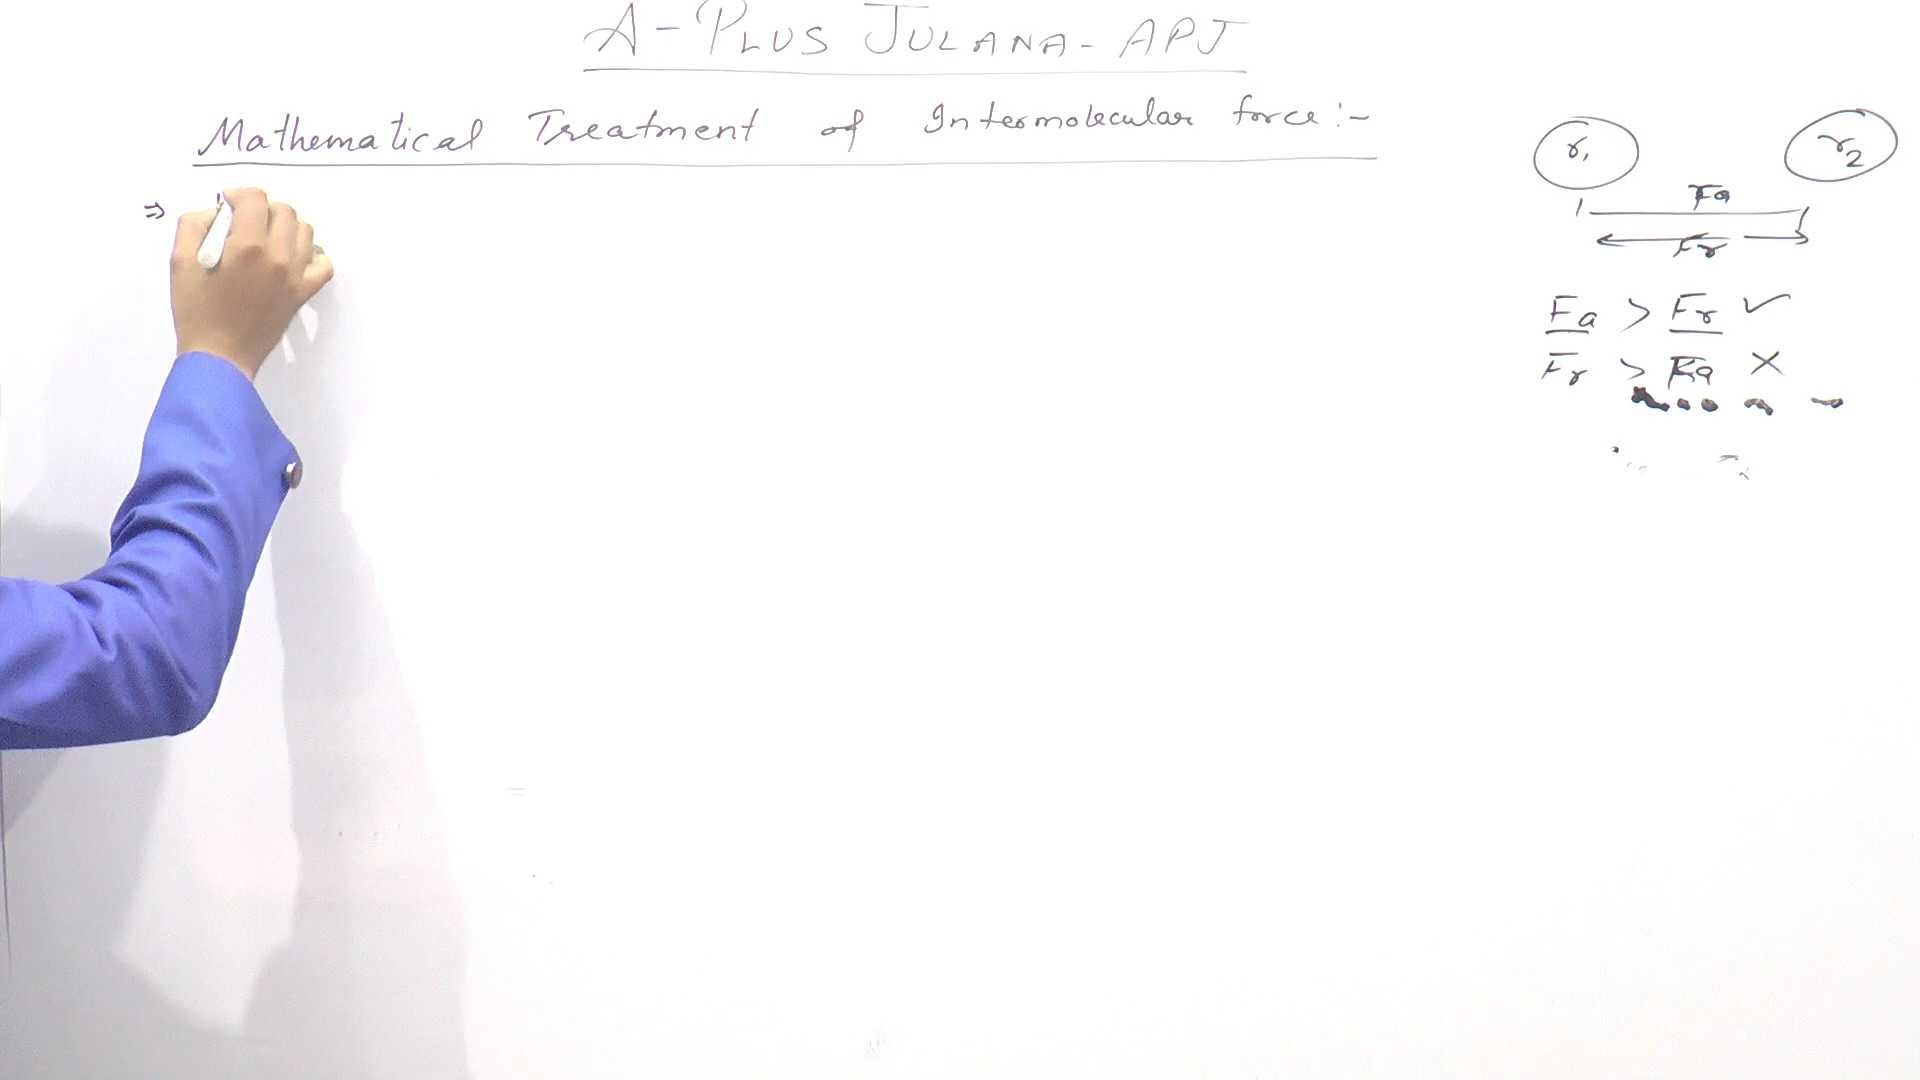 A-PLUS JULANA-APJ
Mathematical Treatment of Intermolecular force:-
⇒
r1 r2
Fa
Fr
Fa > Fr ✓
Fr > Fa ×